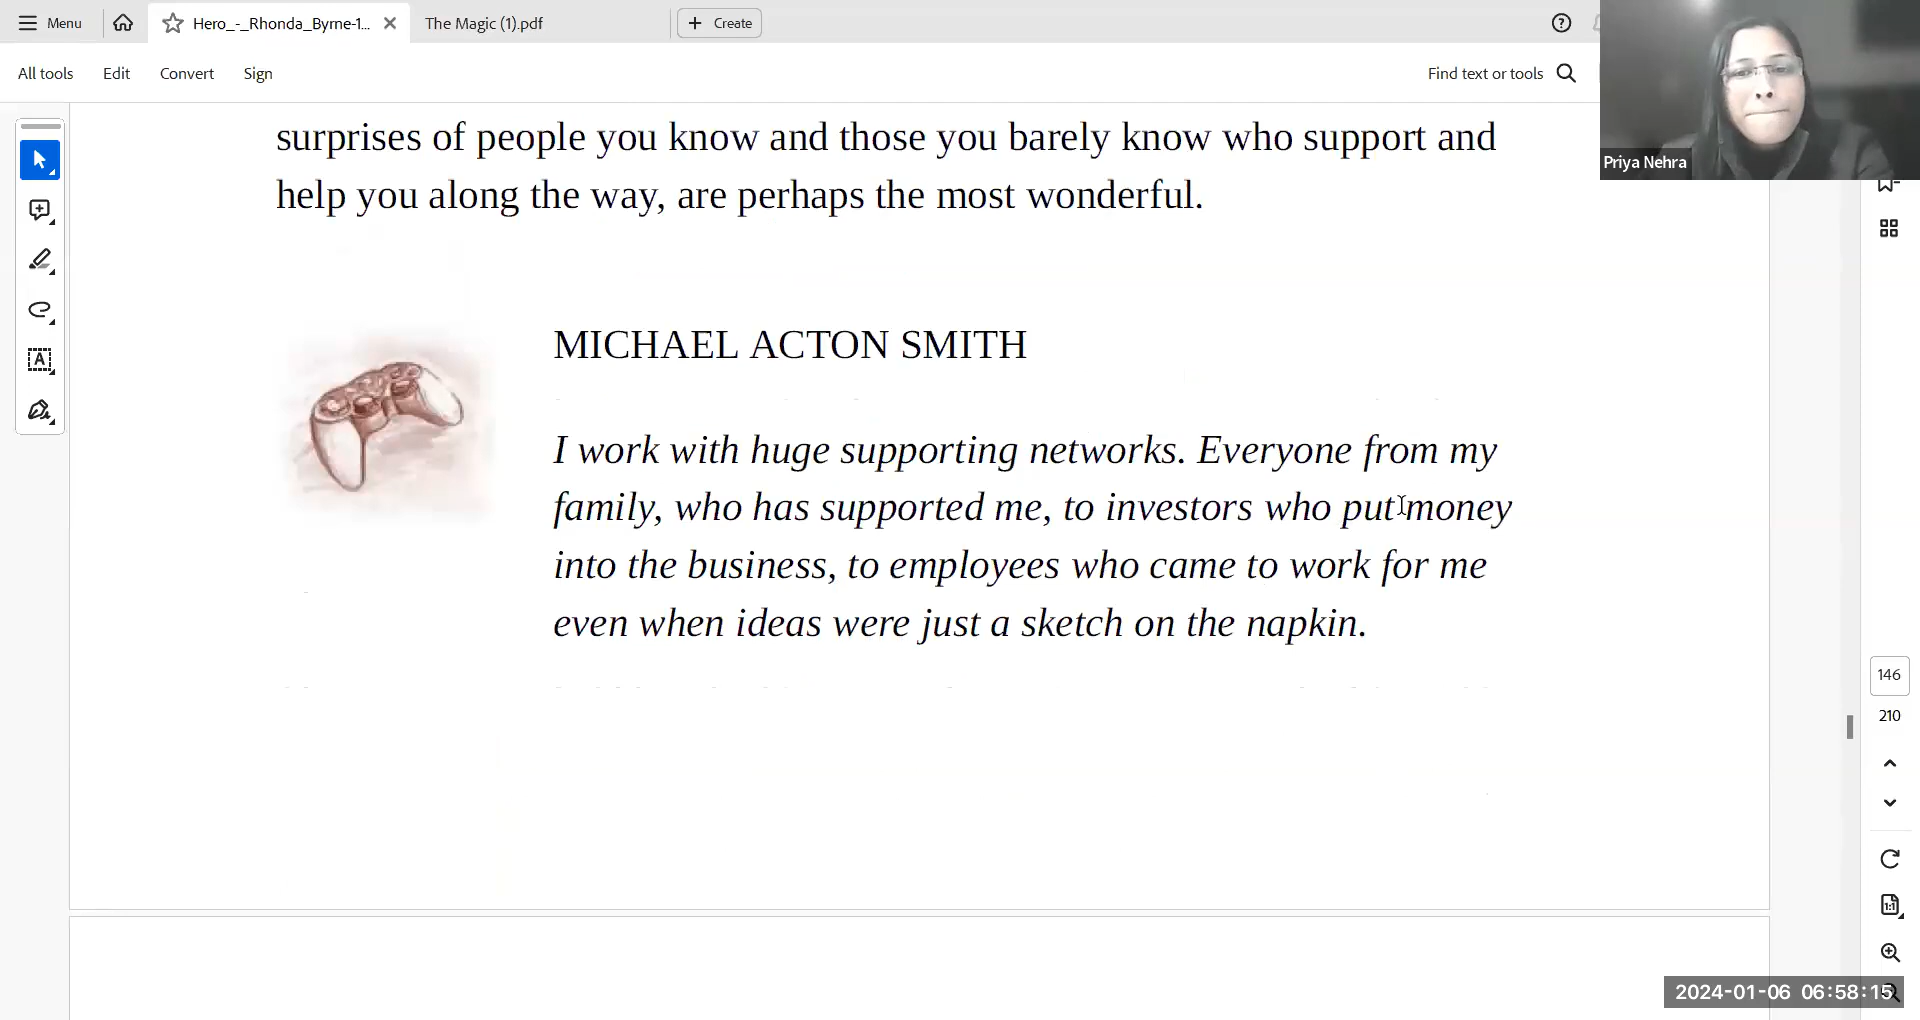 Menu
Hero_-_Rhonda_Byrne-1...
The Magic (1).pdf
Create
All tools
Edit
Convert
Sign
Find text or tools
Priya Nehra
surprises of people you know and those you barely know who support and
help you along the way, are perhaps the most wonderful.
MICHAEL ACTON SMITH
I work with huge supporting networks. Everyone from my
family, who has supported me, to investors who put money
into the business, to employees who came to work for me
even when ideas were just a sketch on the napkin.
146
210
2024-01-06 06:58:15